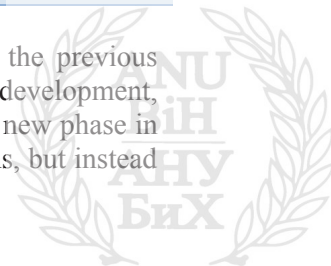 the previous
development,
new phase in
s, but instead
ANU
BiH
АНУ
БиХ